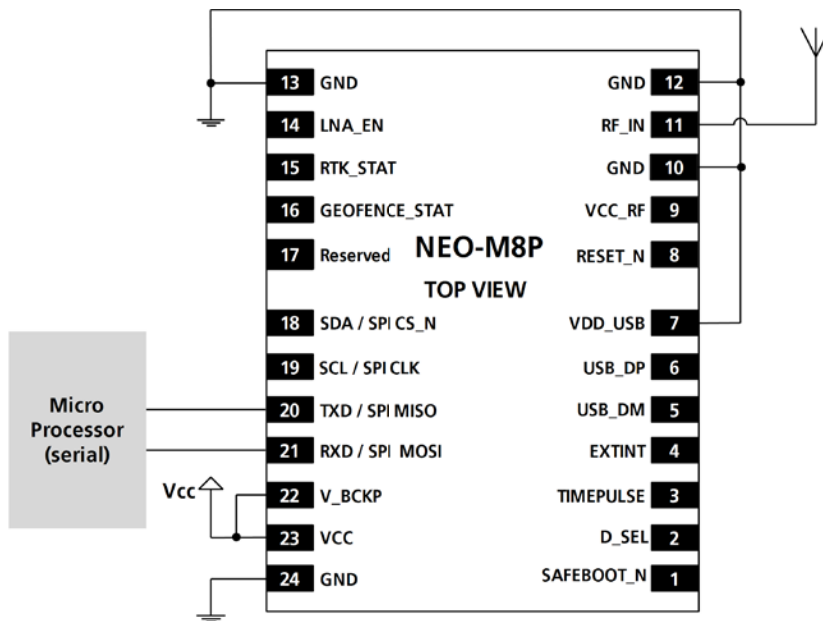 13 GND
14 LNA_EN
15 RTK_STAT
16 GEOFENCE_STAT
17 Reserved
18 SDA / SPI CS_N
19 SCL / SPI CLK
20 TXD / SPI MISO
21 RXD / SPI MOSI
22 V_BCKP
23 VCC
24 GND
NEO-M8P
TOP VIEW
GND 12
RF_IN 11
GND 10
VCC_RF 9
RESET_N 8
VDD_USB 7
USB_DP 6
USB_DM 5
EXTINT 4
TIMEPULSE 3
D_SEL 2
SAFEBOOT_N 1
Micro
Processor
(serial)
Vcc